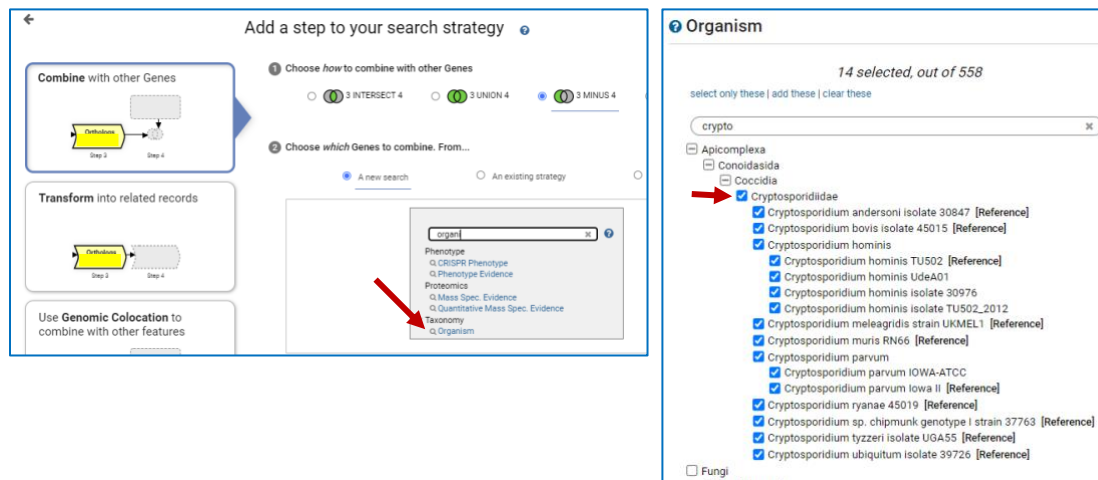 Add a step to your search strategy
Combine with other Genes
Orthologs
Step 3
Step 4
1 Choose how to combine with other Genes
3 INTERSECT 4
3 UNION 4
3 MINUS 4
2 Choose which Genes to combine. From...
A new search
An existing strategy
organi
Phenotype
CRISPR Phenotype
Phenotype Evidence
Proteomics
Mass Spec. Evidence
Quantitative Mass Spec. Evidence
Taxonomy
Organism
Transform into related records
Orthologs
Step 3
Step 4
Use Genomic Colocation to
combine with other features
Organism
14 selected, out of 558
select only these | add these | clear these
crypto
Apicomplexa
Conoidasida
Coccidia
Cryptosporidiidae
Cryptosporidium andersoni isolate 30847 [Reference]
Cryptosporidium bovis isolate 45015 [Reference]
Cryptosporidium hominis
Cryptosporidium hominis TU502 [Reference]
Cryptosporidium hominis UdeA01
Cryptosporidium hominis isolate 30976
Cryptosporidium hominis isolate TU502_2012
Cryptosporidium meleagridis strain UKMEL1 [Reference]
Cryptosporidium muris RN66 [Reference]
Cryptosporidium parvum
Cryptosporidium parvum IOWA-ATCC
Cryptosporidium parvum Iowa II [Reference]
Cryptosporidium ryanae 45019 [Reference]
Cryptosporidium sp. chipmunk genotype I strain 37763 [Reference]
Cryptosporidium tyzzeri isolate UGA55 [Reference]
Cryptosporidium ubiquitum isolate 39726 [Reference]
Fungi